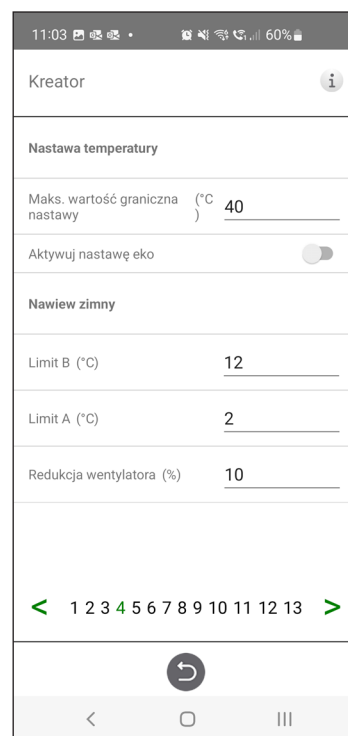 11:03 60%
Kreator i
Nastawa temperatury
Maks. wartość graniczna (°C
nastawy ) 40
Aktywuj nastawę eko
Nawiew zimny
Limit B (°C) 12
Limit A (°C) 2
Redukcja wentylatora (%) 10
< 1 2 3 4 5 6 7 8 9 10 11 12 13 >